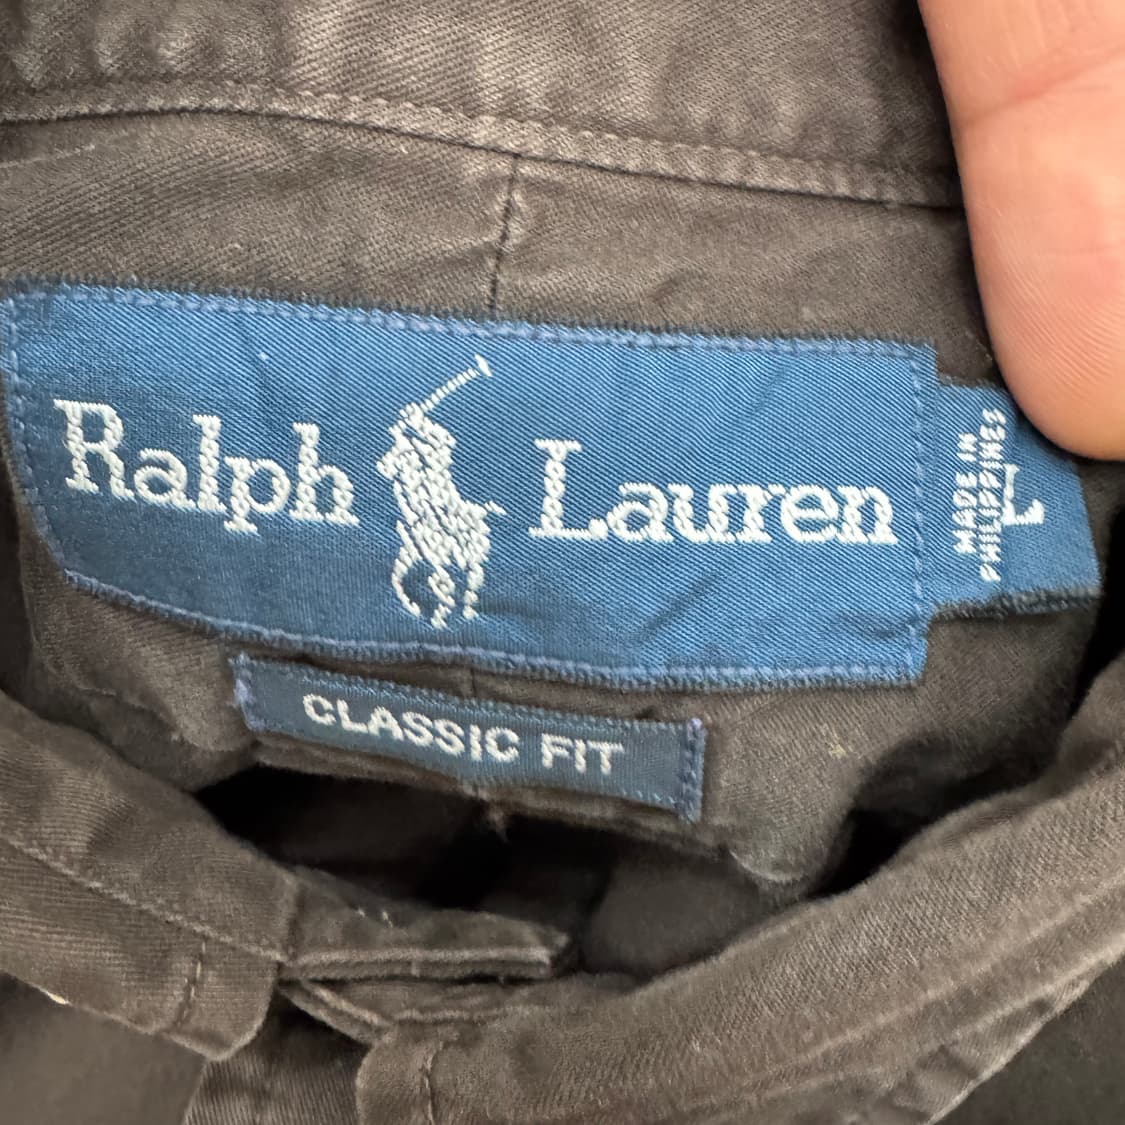 Ralph Lauren
MADE IN
PHILIPPINES
L
CLASSIC FIT